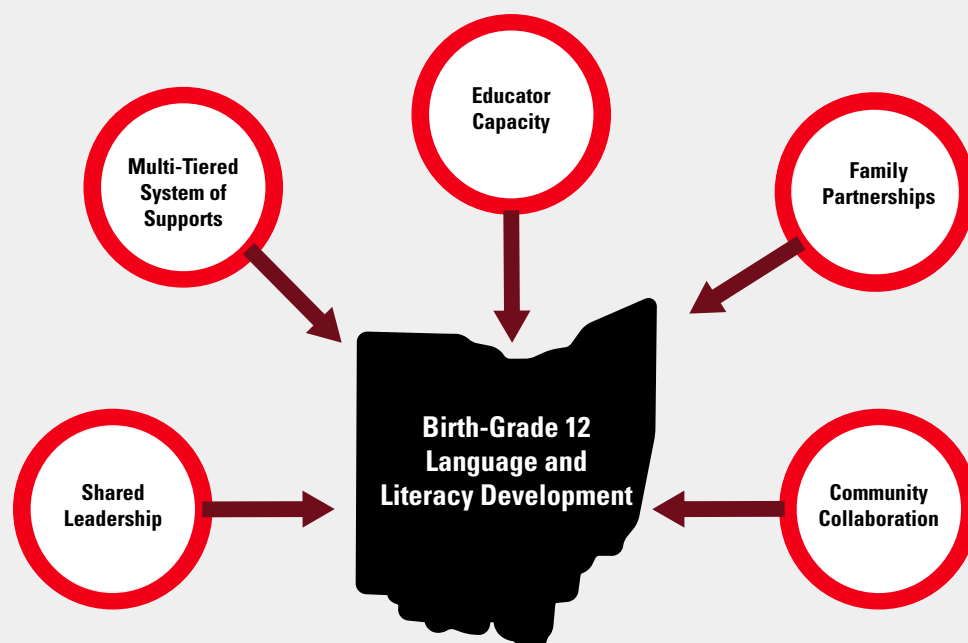 Educator
Capacity
Multi-Tiered
System of
Supports
Family
Partnerships
Birth-Grade 12
Language and
Literacy Development
Shared
Leadership
Community
Collaboration